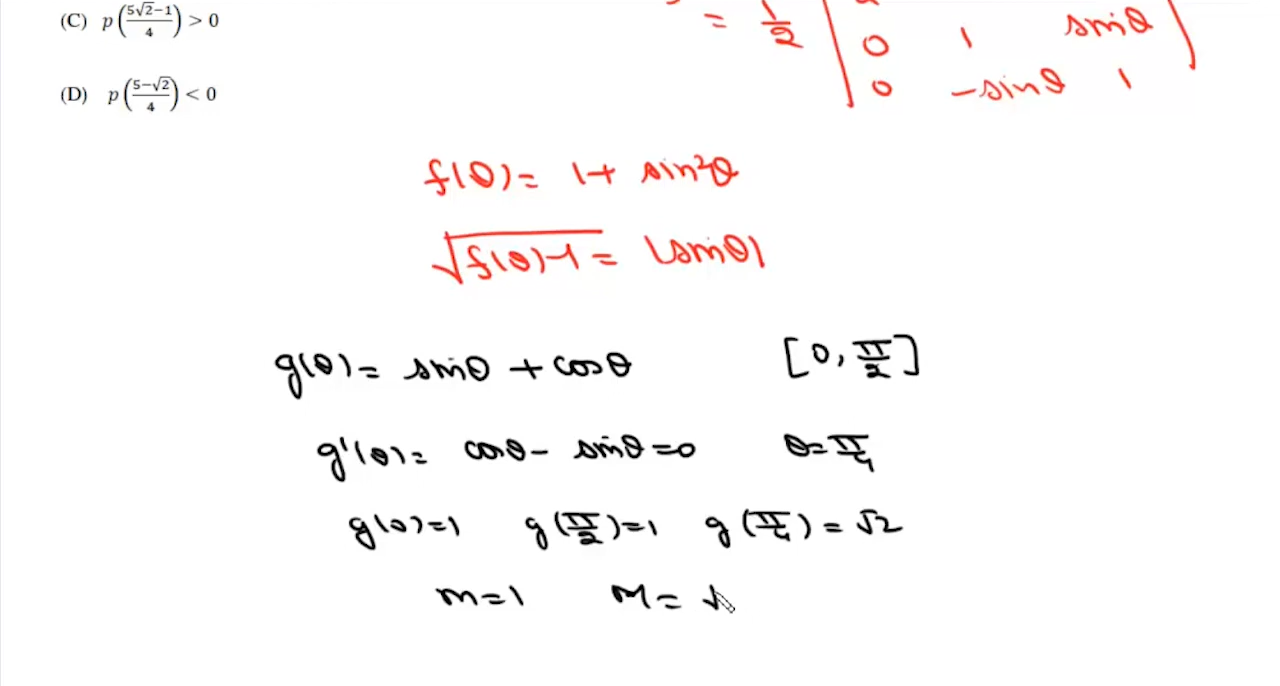 (C) p((5√2−1)/4) > 0
= 1/2 | 0 1 sinθ
0 −sinθ 1 |
(D) p((5−√2)/4) < 0
f(θ) = 1 + sin²θ
√(f(θ)−1) = |sinθ|
g(θ) = sinθ + cosθ [0, π/2]
g'(θ) = cosθ − sinθ = 0 θ = π/4
g(0) = 1 g(π/2) = 1 g(π/4) = √2
m = 1 M = √